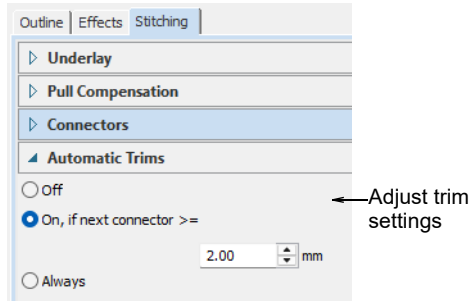 Outline Effects Stitching
Underlay
Pull Compensation
Connectors
Automatic Trims
Off
On, if next connector >=
2.00 mm
Always
Adjust trim
settings